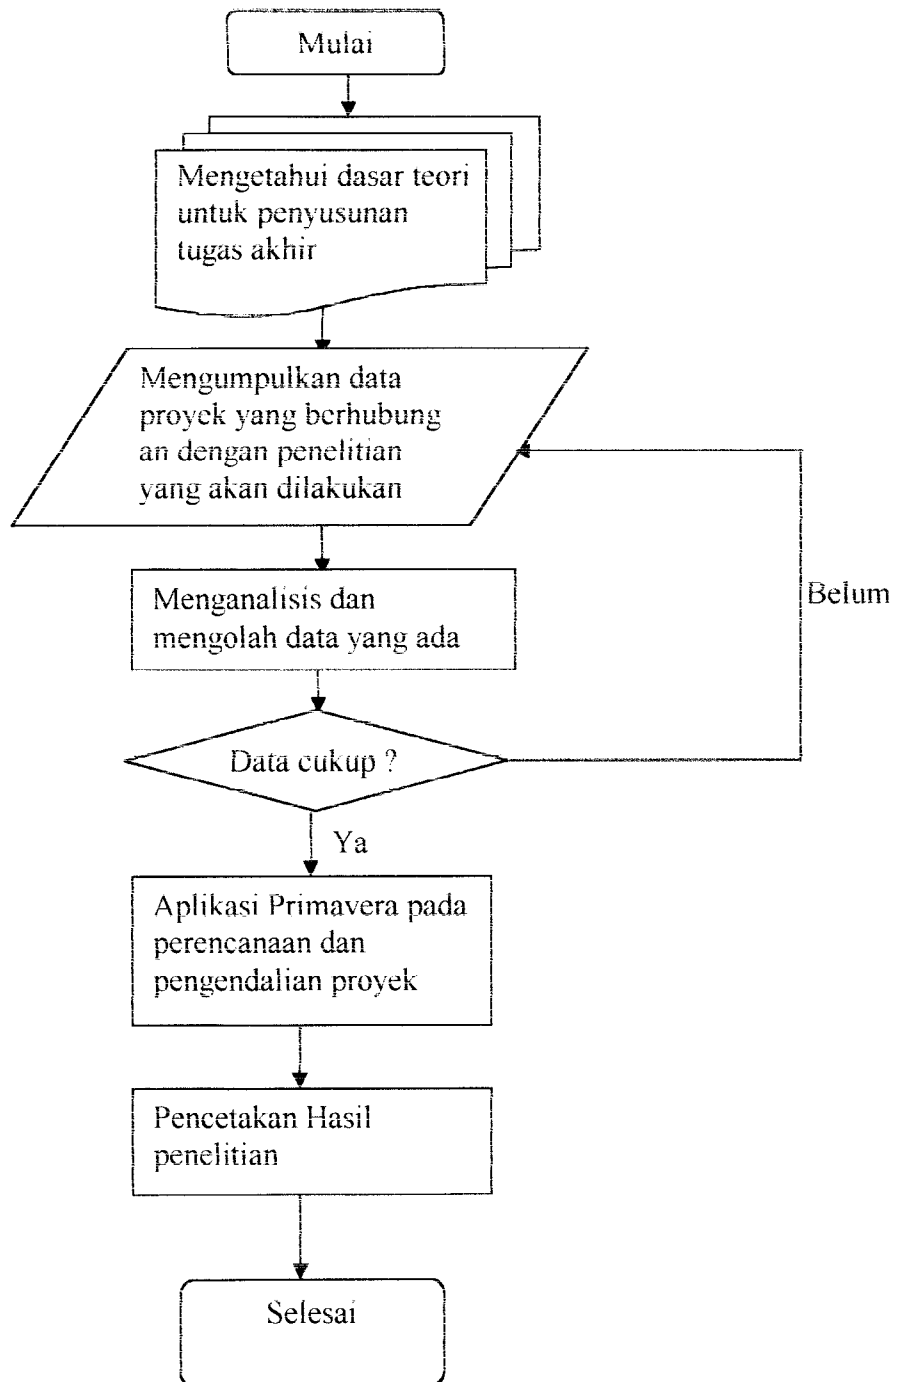 Mulai
Mengetahui dasar teori
untuk penyusunan
tugas akhir
Mengumpulkan data
proyek yang berhubung
an dengan penelitian
yang akan dilakukan
Menganalisis dan
mengolah data yang ada
Belum
Data cukup ?
Ya
Aplikasi Primavera pada
perencanaan dan
pengendalian proyek
Pencetakan Hasil
penelitian
Selesai